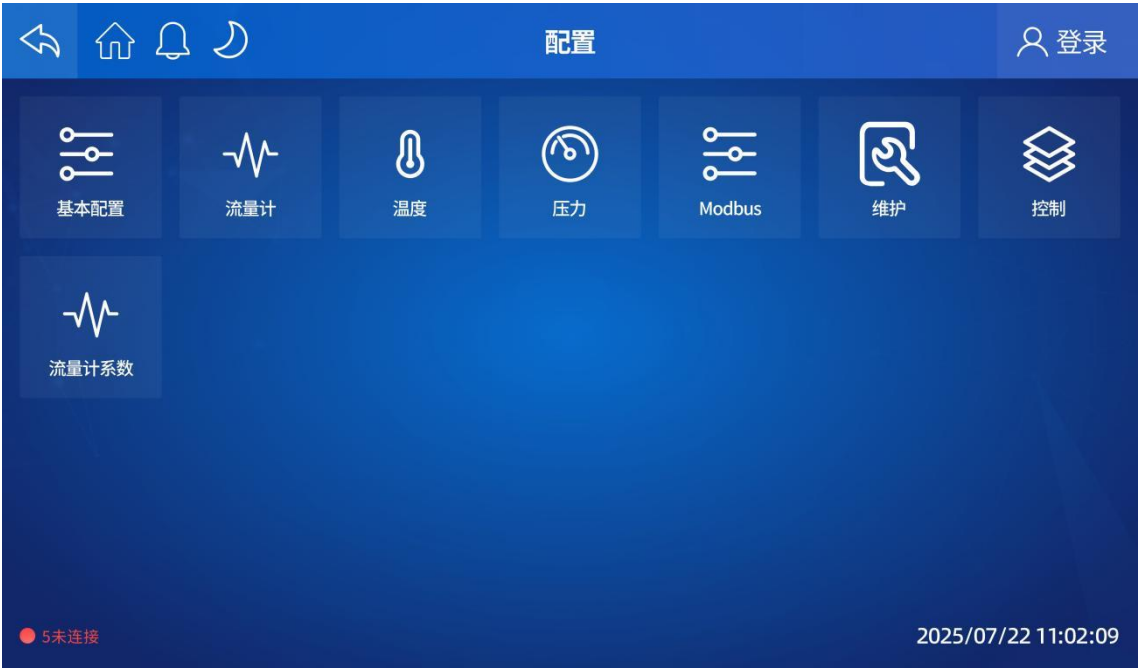 配置
登录
基本配置
流量计
温度
压力
Modbus
维护
控制
流量计系数
5未连接
2025/07/22 11:02:09